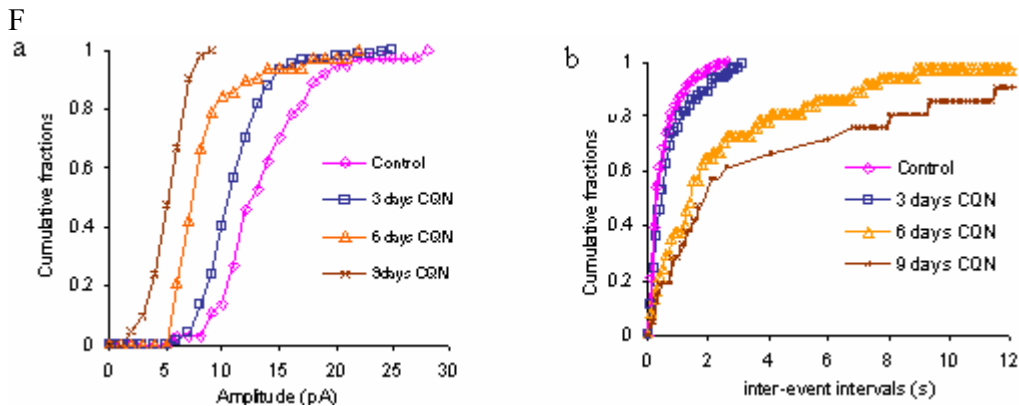 F
a
1
0.8
0.6
0.4
0.2
0
0
5
10
15
20
25
30
Cumulative fractions
Amplitude (pA)
Control
3 days CQN
6 days CQN
9days CQN
b
1
0.6
0.4
0.2
0
0
2
4
6
8
10
12
Cumulative fractions
inter-event intervals (s)
Control
3 days CQN
6 days CQN
9 days CQN